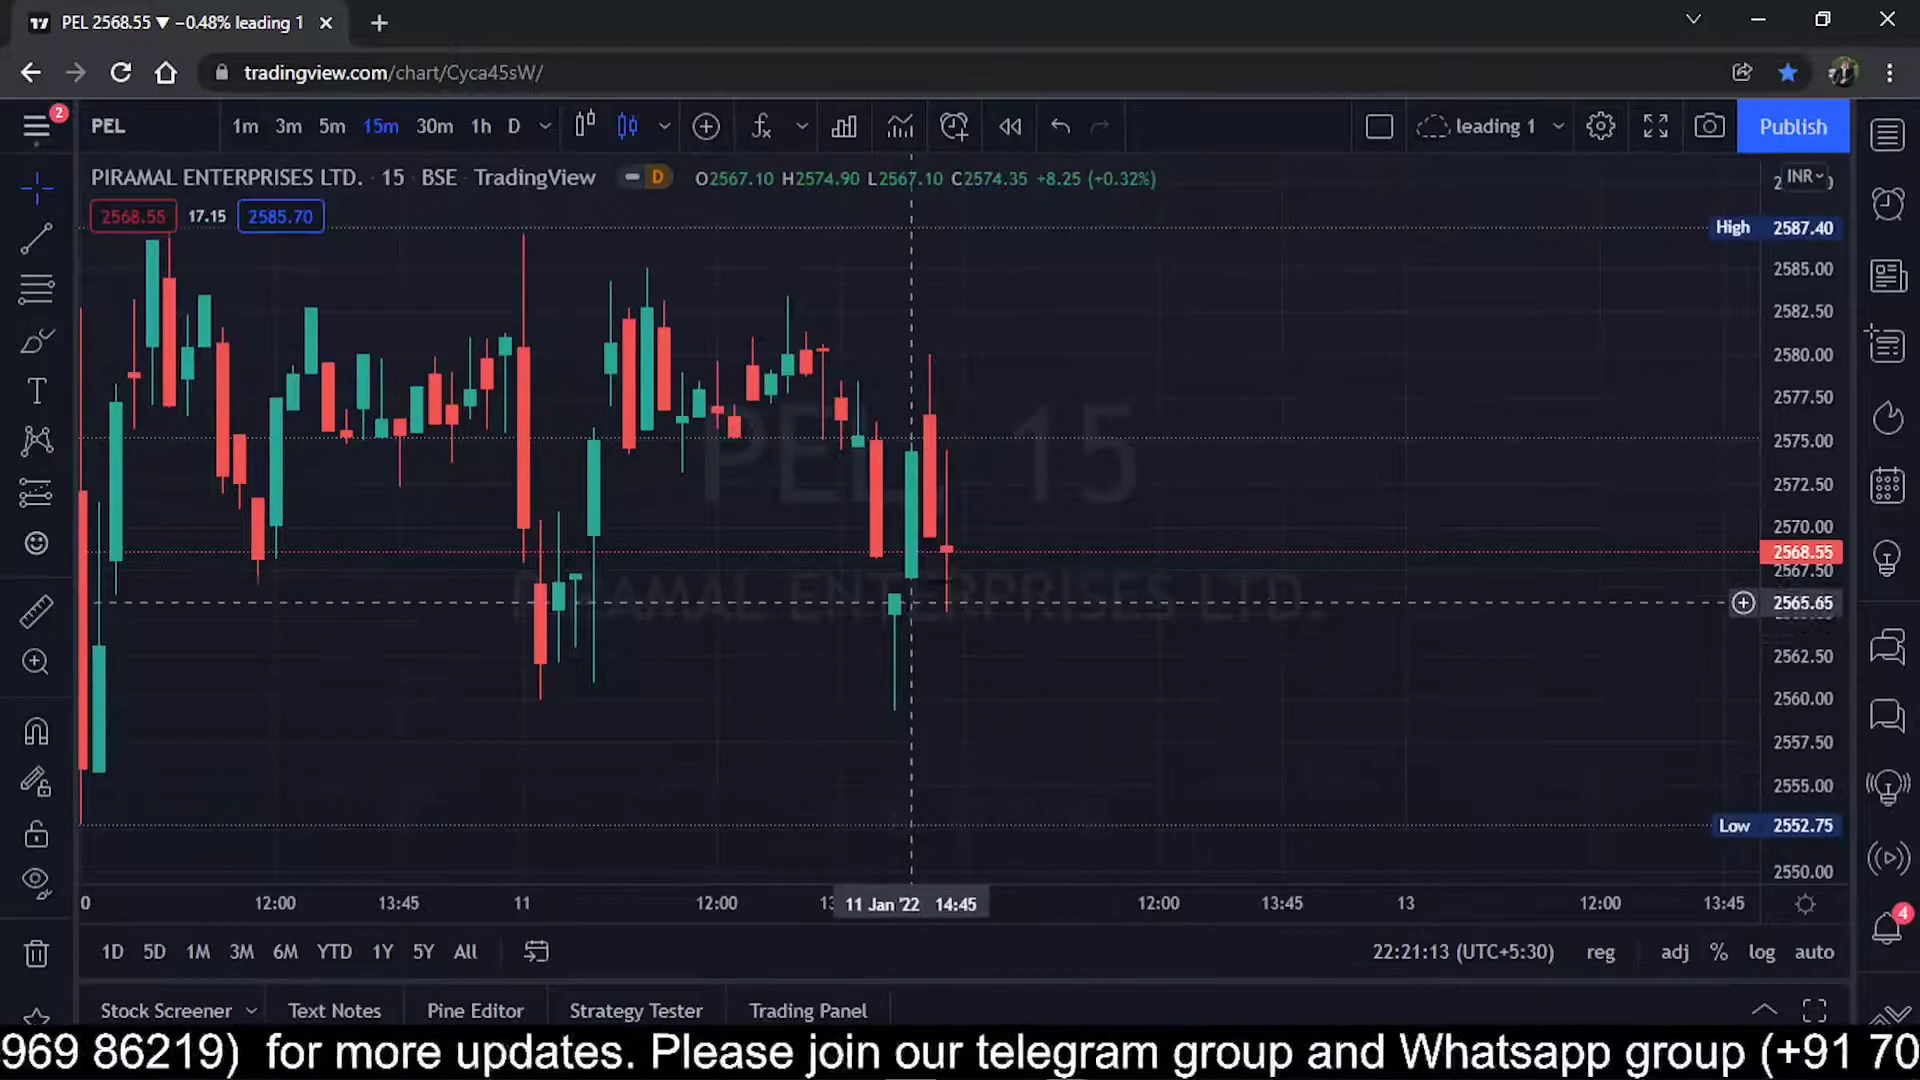 PEL 2568.55 ▼ −0.48% leading 1
tradingview.com/chart/Cyca45sW/
2
PEL 1m 3m 5m 15m 30m 1h D leading 1 Publish
PIRAMAL ENTERPRISES LTD. · 15 · BSE · TradingView D O2567.10 H2574.90 L2567.10 C2574.35 +8.25 (+0.32%)
INR
2568.55 17.15 2585.70
High 2587.40
2585.00
2582.50
2580.00
2577.50
2575.00
PEL, 15
2572.50
2570.00
2568.55
2567.50
PIRAMAL ENTERPRISES LTD.
2565.65
2562.50
2560.00
2557.50
2555.00
Low 2552.75
2550.00
0 12:00 13:45 11 12:00 11 Jan '22 14:45 12:00 13:45 13 12:00 13:45
4
1D 5D 1M 3M 6M YTD 1Y 5Y All 22:21:13 (UTC+5:30) reg adj % log auto
Stock Screener Text Notes Pine Editor Strategy Tester Trading Panel
969 86219) for more updates. Please join our telegram group and Whatsapp group (+91 70